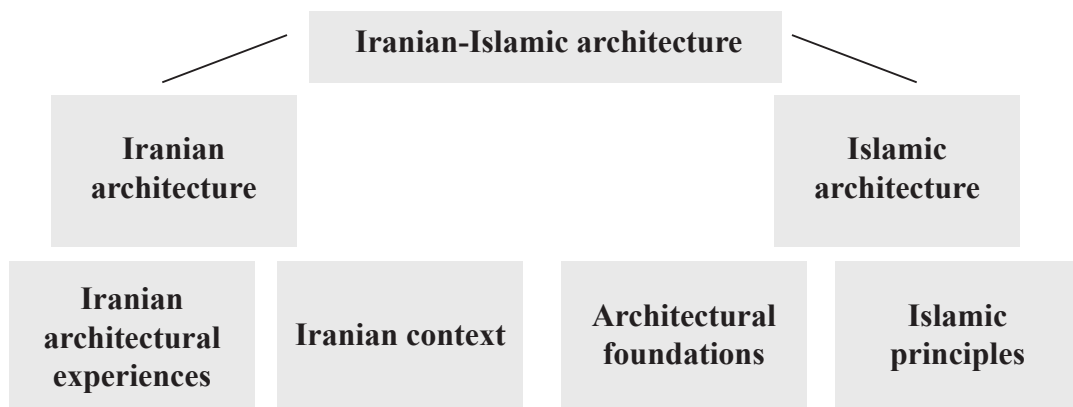 Iranian-Islamic architecture
Iranian
architecture
Islamic
architecture
Iranian
architectural
experiences
Iranian context
Architectural
foundations
Islamic
principles